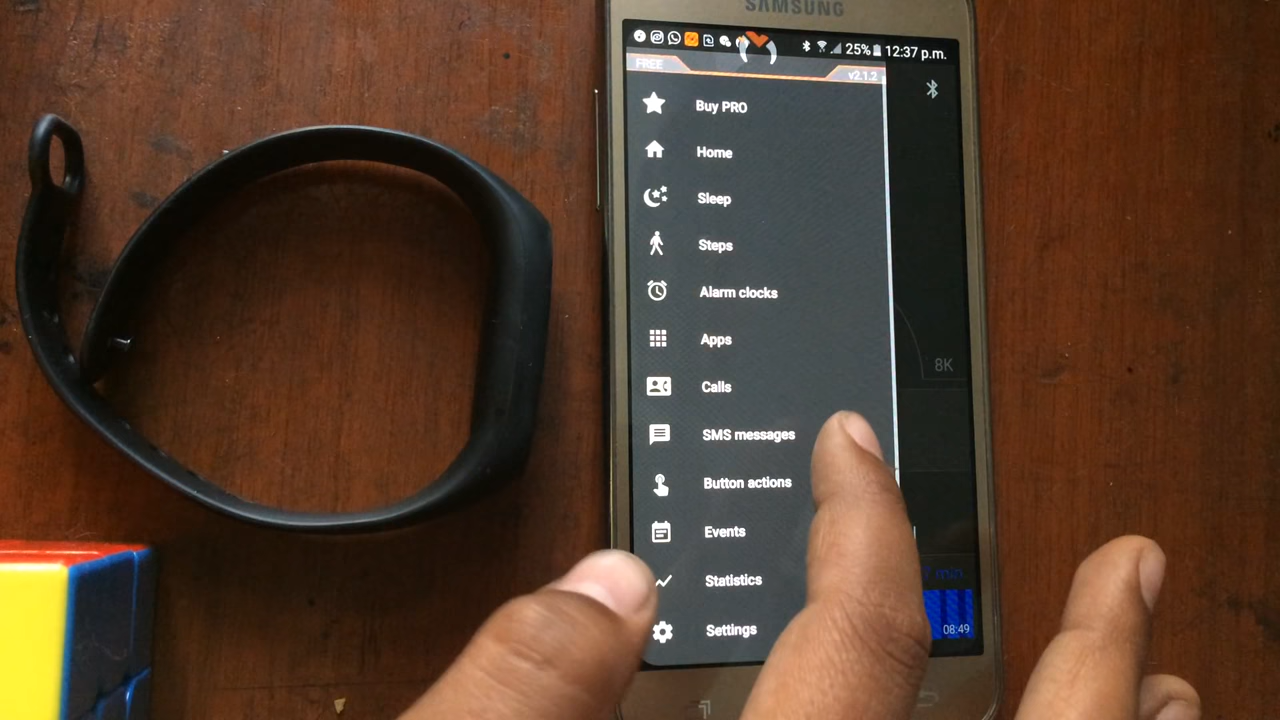 SAMSUNG
25% 12:37 p.m.
FREE
v2.1.2
Buy PRO
Home
Sleep
Steps
Alarm clocks
Apps
8K
Calls
SMS messages
Button actions
Events
Statistics
min
Settings
08:49